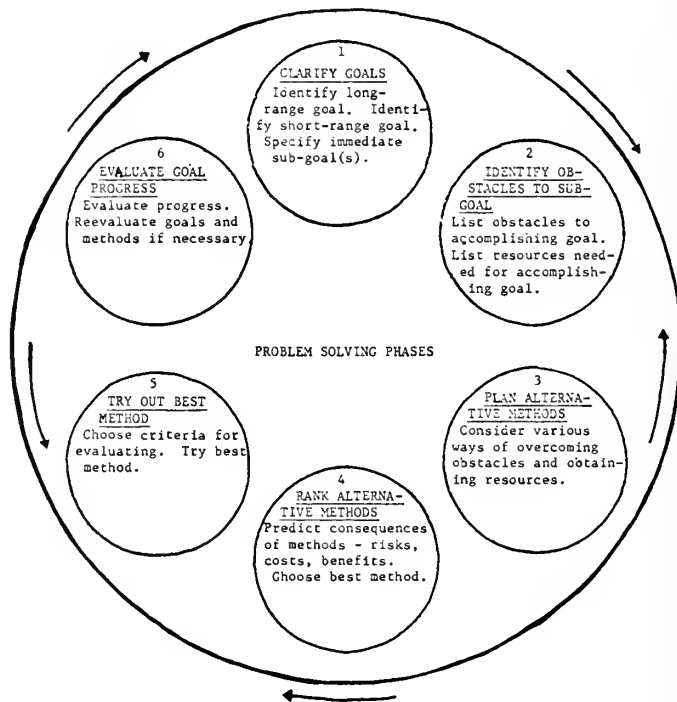 1
CLARIFY GOALS
Identify long-
range goal. Identi-
fy short-range goal.
Specify immediate
sub-goal(s).
2
IDENTIFY OB-
STACLES TO SUB-
GOAL
List obstacles to
accomplishing goal.
List resources need-
ed for accomplish-
ing goal.
PROBLEM SOLVING PHASES
3
PLAN ALTERNA-
TIVE METHODS
Consider various
ways of overcoming
obstacles and obtain-
ing resources.
4
RANK ALTERNA-
TIVE METHODS
Predict consequences
of methods - risks,
costs, benefits.
Choose best method.
5
TRY OUT BEST
METHOD
Choose criteria for
evaluating. Try best
method.
6
EVALUATE GOAL
PROGRESS
Evaluate progress.
Reevaluate goals and
methods if necessary